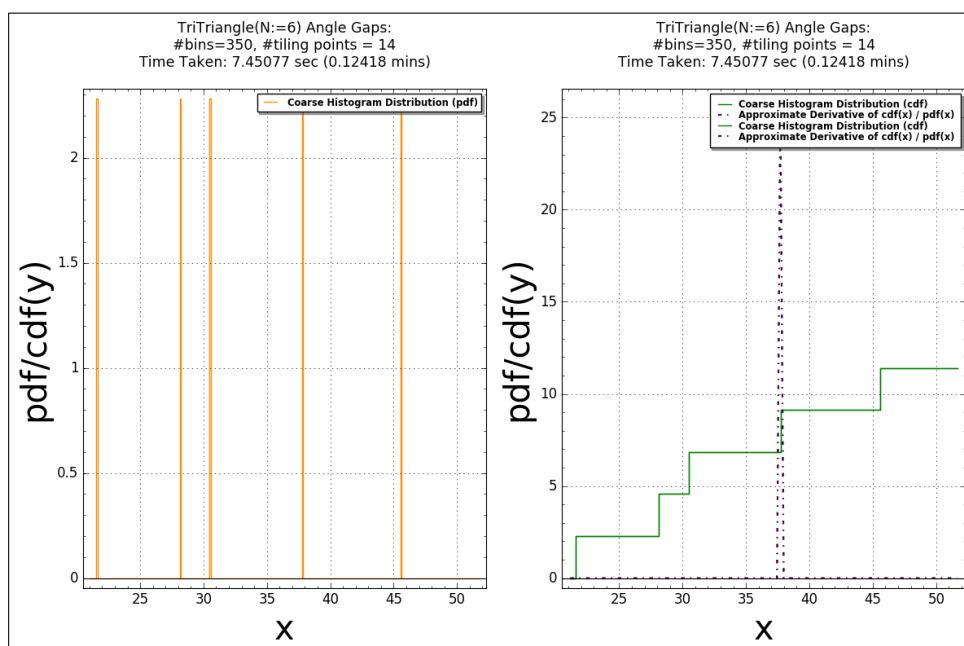 TriTriangle(N:=6) Angle Gaps:
#bins=350, #tiling points = 14
Time Taken: 7.45077 sec (0.12418 mins)
Coarse Histogram Distribution (pdf)
2
1.5
1
0.5
0
pdf/cdf(y)
25 30 35 40 45 50
x
TriTriangle(N:=6) Angle Gaps:
#bins=350, #tiling points = 14
Time Taken: 7.45077 sec (0.12418 mins)
Coarse Histogram Distribution (cdf)
Approximate Derivative of cdf(x) / pdf(x)
Coarse Histogram Distribution (cdf)
Approximate Derivative of cdf(x) / pdf(x)
25
20
15
10
5
0
pdf/cdf(y)
25 30 35 40 45 50
x